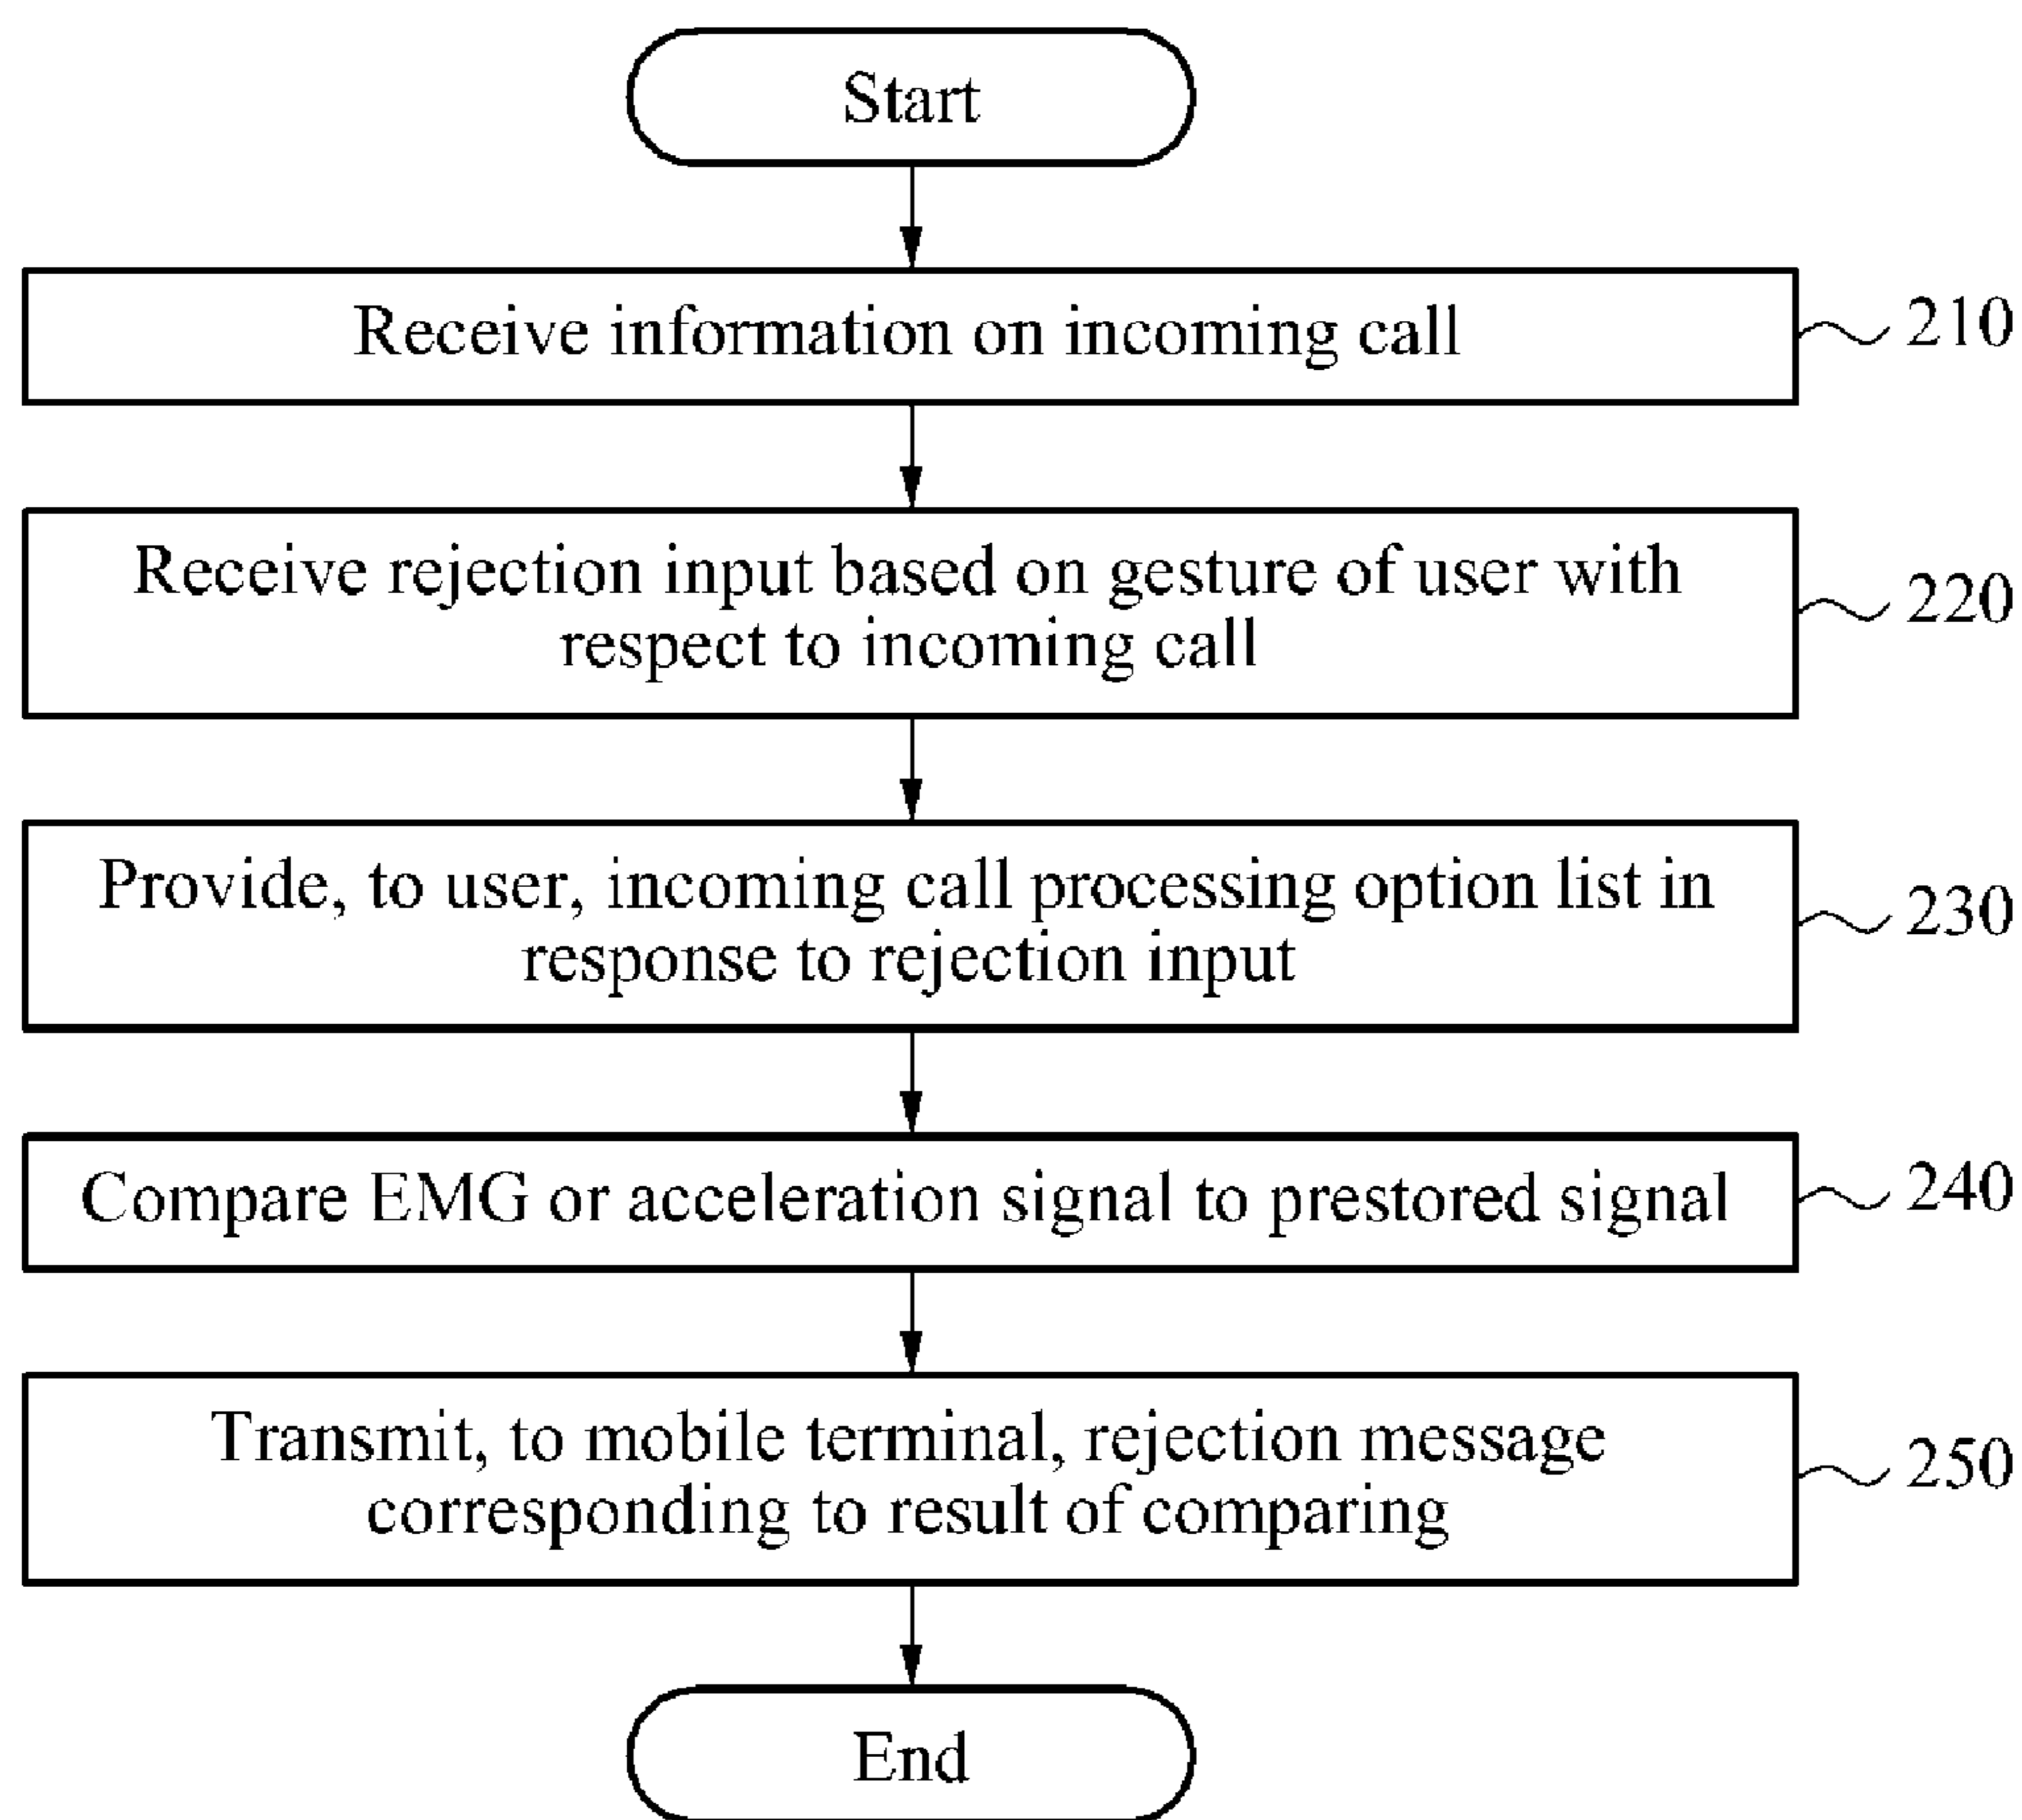 Start
Receive information on incoming call
210
Receive rejection input based on gesture of user with
respect to incoming call
220
Provide, to user, incoming call processing option list in
response to rejection input
230
Compare EMG or acceleration signal to prestored signal
240
Transmit, to mobile terminal, rejection message
corresponding to result of comparing
250
End